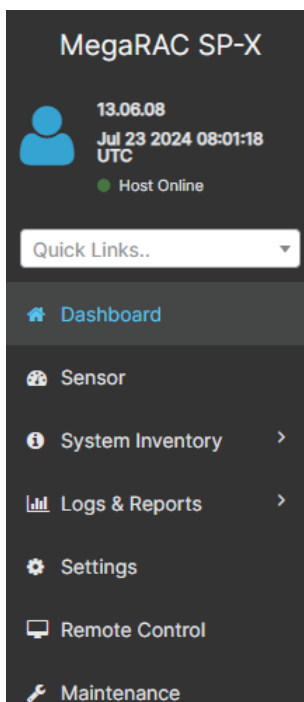 MegaRAC SP-X
13.06.08
Jul 23 2024 08:01:18
UTC
Host Online
Quick Links..
Dashboard
Sensor
System Inventory
Logs & Reports
Settings
Remote Control
Maintenance